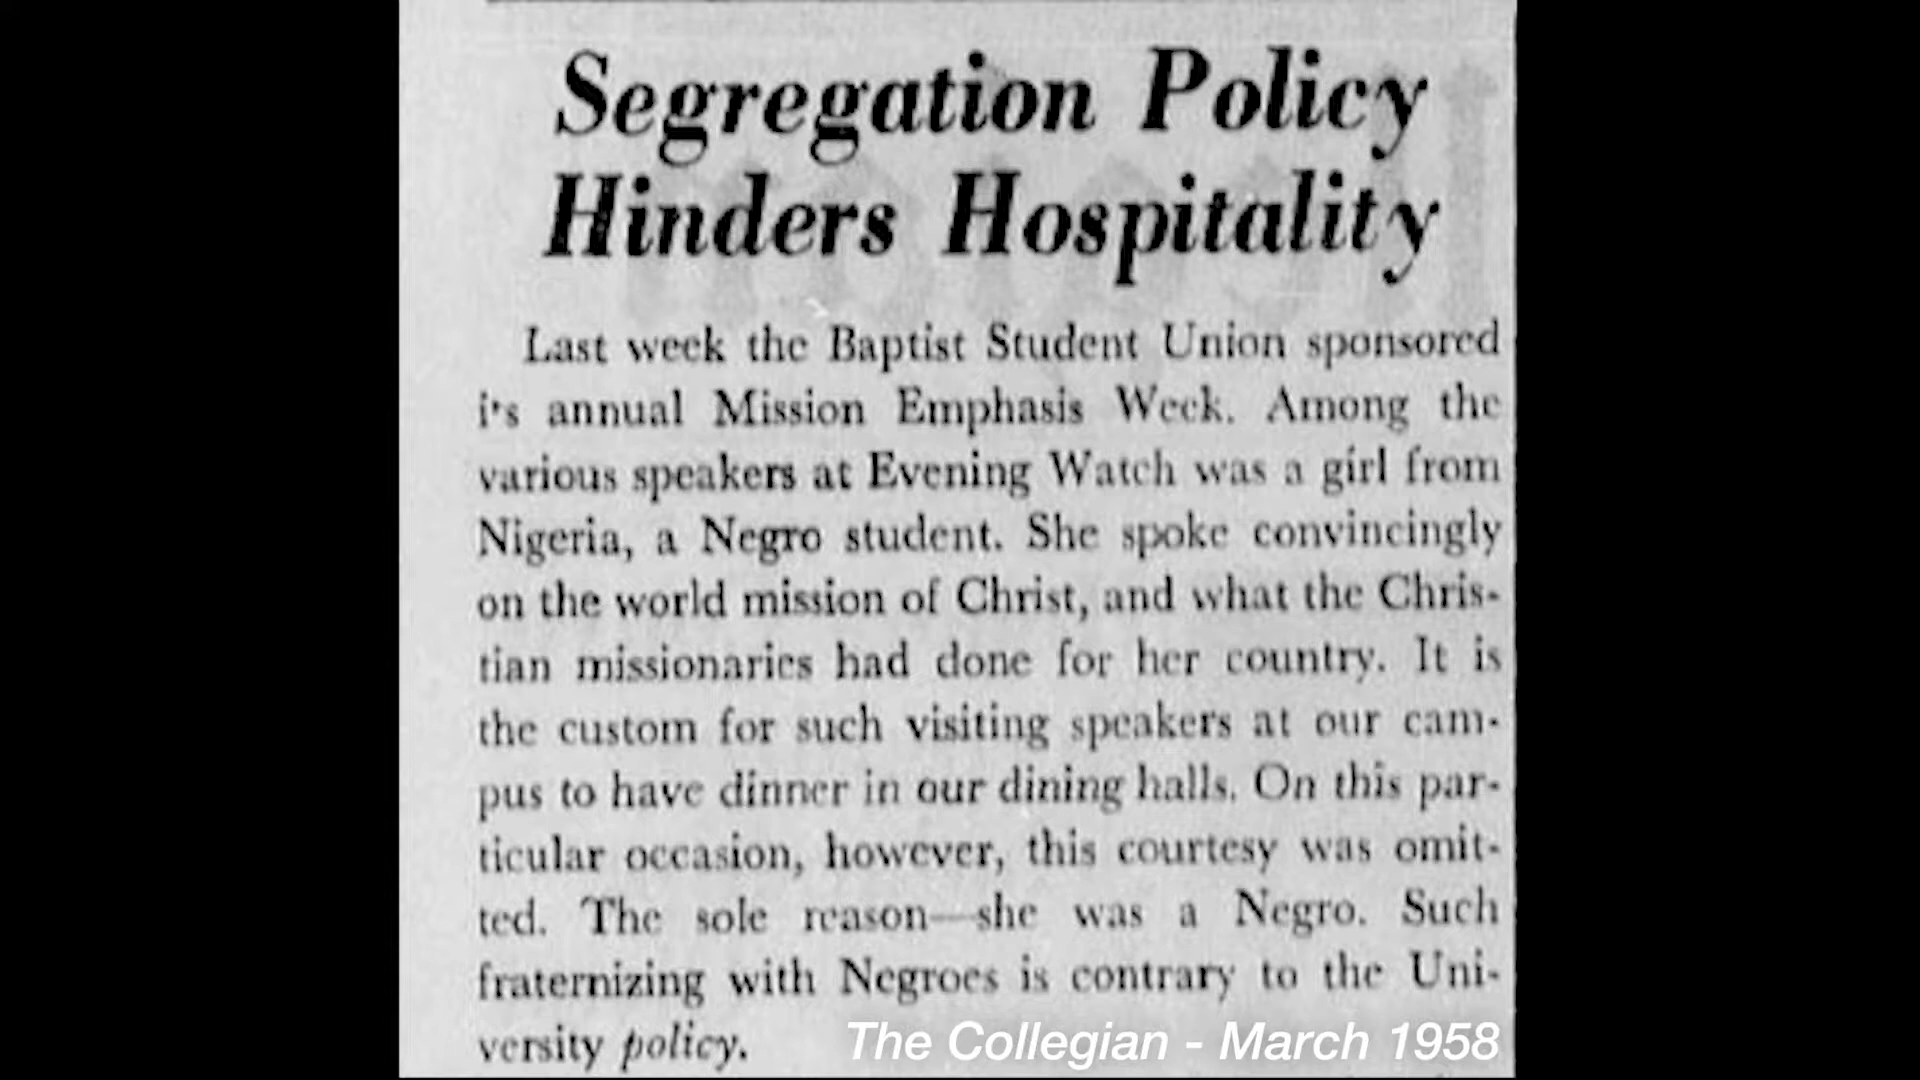 Segregation Policy
Hinders Hospitality
Last week the Baptist Student Union sponsored
its annual Mission Emphasis Week. Among the
various speakers at Evening Watch was a girl from
Nigeria, a Negro student. She spoke convincingly
on the world mission of Christ, and what the Chris-
tian missionaries had done for her country. It is
the custom for such visiting speakers at our cam-
pus to have dinner in our dining halls. On this par-
ticular occasion, however, this courtesy was omit-
ted. The sole reason—she was a Negro. Such
fraternizing with Negroes is contrary to the Uni-
versity policy.
The Collegian - March 1958